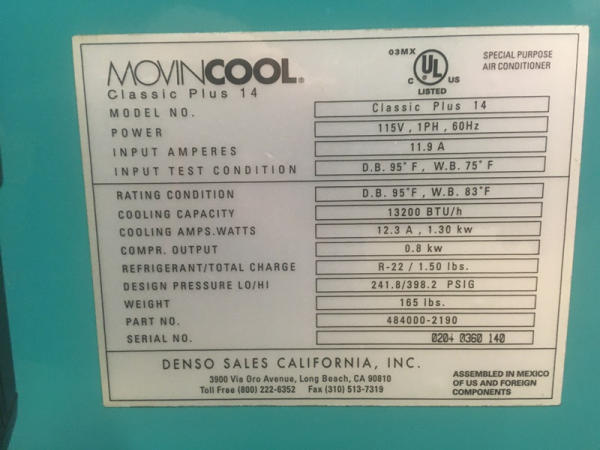 MOVINCOOL®
Classic Plus 14
03MX
C UL US
LISTED
SPECIAL PURPOSE
AIR CONDITIONER
MODEL NO. Classic Plus 14
POWER 115V , 1PH , 60Hz
INPUT AMPERES 11.9 A
INPUT TEST CONDITION D.B. 95°F , W.B. 75°F
RATING CONDITION D.B. 95°F , W.B. 83°F
COOLING CAPACITY 13200 BTU/h
COOLING AMPS.WATTS 12.3 A , 1.30 kw
COMPR. OUTPUT 0.8 kw
REFRIGERANT/TOTAL CHARGE R-22 / 1.50 lbs.
DESIGN PRESSURE LO/HI 241.8/398.2 PSIG
WEIGHT 165 lbs.
PART NO. 484000-2190
SERIAL NO. 0204 0360 140
DENSO SALES CALIFORNIA, INC.
3900 Via Oro Avenue, Long Beach, CA 90810
Toll Free (800) 222-6352 Fax (310) 513-7319
ASSEMBLED IN MEXICO
OF US AND FOREIGN
COMPONENTS